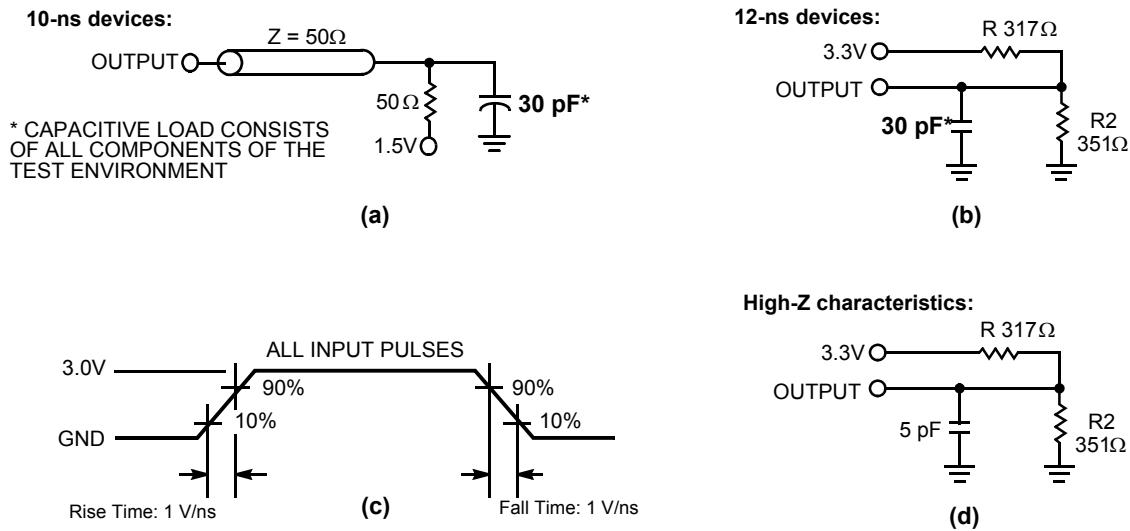 10-ns devices:
Z = 50Ω
OUTPUT
50Ω
30 pF*
1.5V
* CAPACITIVE LOAD CONSISTS
OF ALL COMPONENTS OF THE
TEST ENVIRONMENT
(a)
12-ns devices:
R 317Ω
3.3V
OUTPUT
30 pF*
R2
351Ω
(b)
ALL INPUT PULSES
3.0V
90%
10%
GND
90%
10%
Rise Time: 1 V/ns
Fall Time: 1 V/ns
(c)
High-Z characteristics:
R 317Ω
3.3V
OUTPUT
5 pF
R2
351Ω
(d)